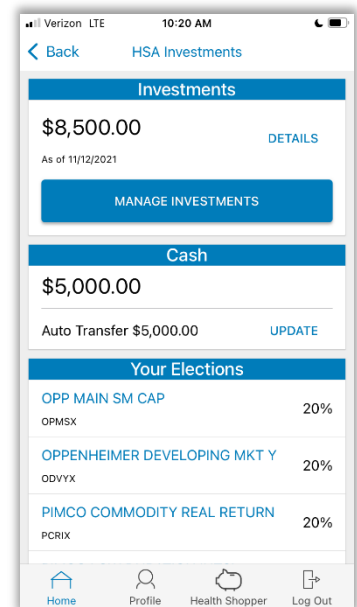 Verizon LTE 10:20 AM
Back HSA Investments
Investments
$8,500.00
DETAILS
As of 11/12/2021
MANAGE INVESTMENTS
Cash
$5,000.00
Auto Transfer $5,000.00 UPDATE
Your Elections
OPP MAIN SM CAP
20%
OPMSX
OPPENHEIMER DEVELOPING MKT Y
20%
ODVYX
PIMCO COMMODITY REAL RETURN
20%
PCRIX
Home Profile Health Shopper Log Out